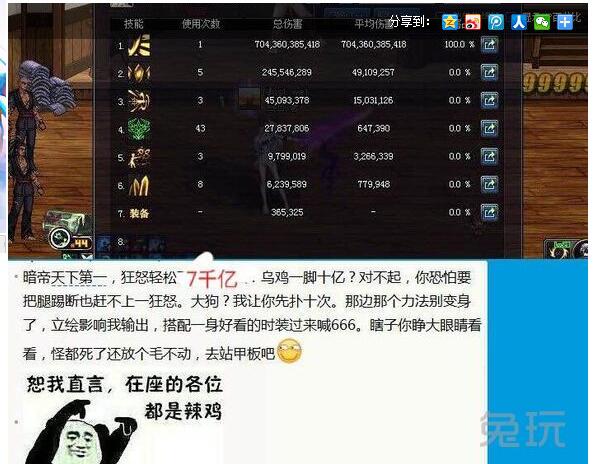 分享到：
技能 使用次数 总伤害 平均伤害
1. 1 704,360,385,418 704,360,385,418 100.0 %
2. 5 245,546,289 49,109,257 0.0 %
3. 3 45,093,378 15,031,126 0.0 %
4. 43 27,837,806 647,390 0.0 %
5. 3 9,799,019 3,266,339 0.0 %
6. 8 6,239,589 779,948 0.0 %
7. 装备 - 365,325 - 0.0 %
8.
x44
9999
暗帝天下第一，狂怒轻松 7千亿 . 乌鸡一脚十亿？对不起，你恐怕要
把腿踢断也赶不上一狂怒。大狗？我让你先扑十次。那边那个力法别变身
了，立绘影响我输出，搭配一身好看的时装过来喊666。瞎子你睁大眼睛看
看，怪都死了还放个毛不动，去站甲板吧
恕我直言，在座的各位
都是辣鸡
兔玩